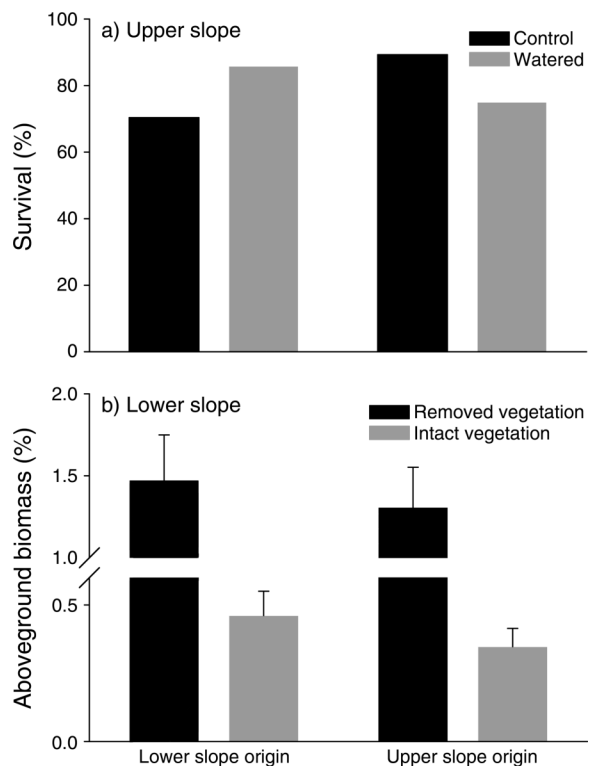 a) Upper slope
Control
Watered
Survival (%)
100
80
60
40
20
0
b) Lower slope
Removed vegetation
Intact vegetation
Aboveground biomass (%)
2.0
1.5
1.0
0.5
0.0
Lower slope origin
Upper slope origin